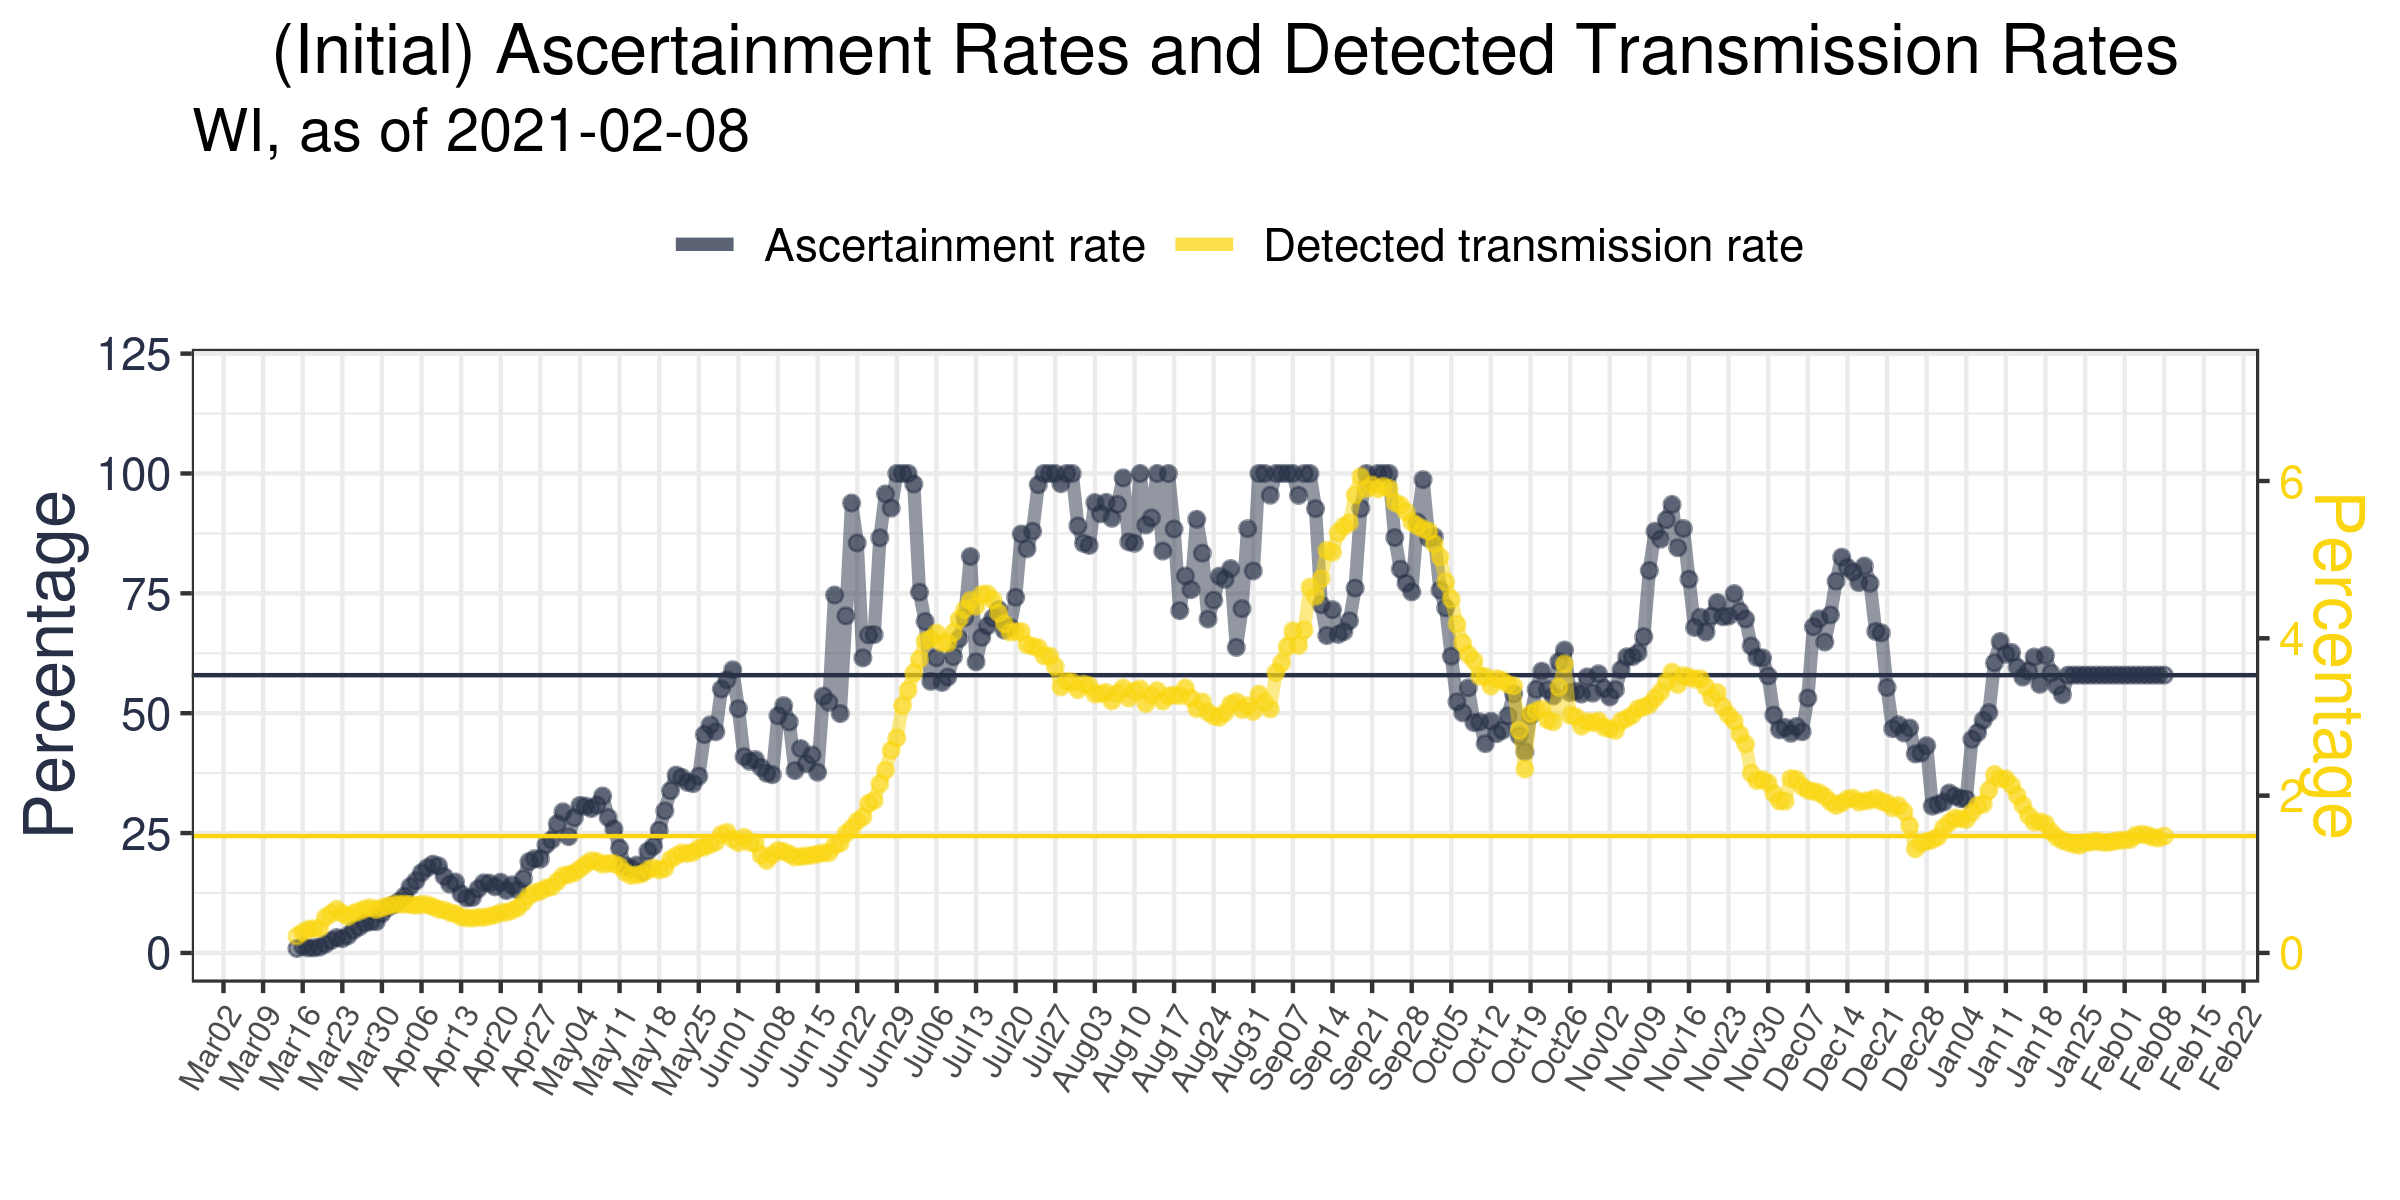 (Initial) Ascertainment Rates and Detected Transmission Rates
WI, as of 2021-02-08
Ascertainment rate
Detected transmission rate
Percentage
125
100
75
50
25
0
6
4
2
0
Percentage
Mar02
Mar09
Mar16
Mar23
Mar30
Apr06
Apr13
Apr20
Apr27
May04
May11
May18
May25
Jun01
Jun08
Jun15
Jun22
Jun29
Jul06
Jul13
Jul20
Jul27
Aug03
Aug10
Aug17
Aug24
Aug31
Sep07
Sep14
Sep21
Sep28
Oct05
Oct12
Oct19
Oct26
Nov02
Nov09
Nov16
Nov23
Nov30
Dec07
Dec14
Dec21
Dec28
Jan04
Jan11
Jan18
Jan25
Feb01
Feb08
Feb15
Feb22